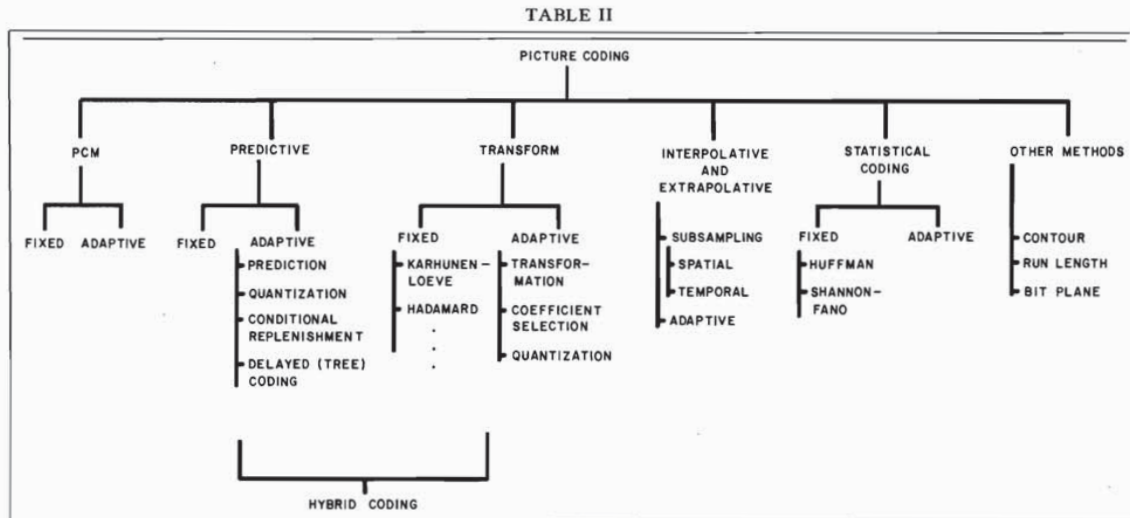 TABLE II
PICTURE CODING
PCM
FIXED
ADAPTIVE
PREDICTIVE
FIXED
ADAPTIVE
PREDICTION
QUANTIZATION
CONDITIONAL
REPLENISHMENT
DELAYED (TREE)
CODING
TRANSFORM
FIXED
KARHUNEN-
LOEVE
HADAMARD
.
.
.
ADAPTIVE
TRANSFOR-
MATION
COEFFICIENT
SELECTION
QUANTIZATION
INTERPOLATIVE
AND
EXTRAPOLATIVE
SUBSAMPLING
SPATIAL
TEMPORAL
ADAPTIVE
STATISTICAL
CODING
FIXED
HUFFMAN
SHANNON-
FANO
ADAPTIVE
OTHER METHODS
CONTOUR
RUN LENGTH
BIT PLANE
HYBRID CODING